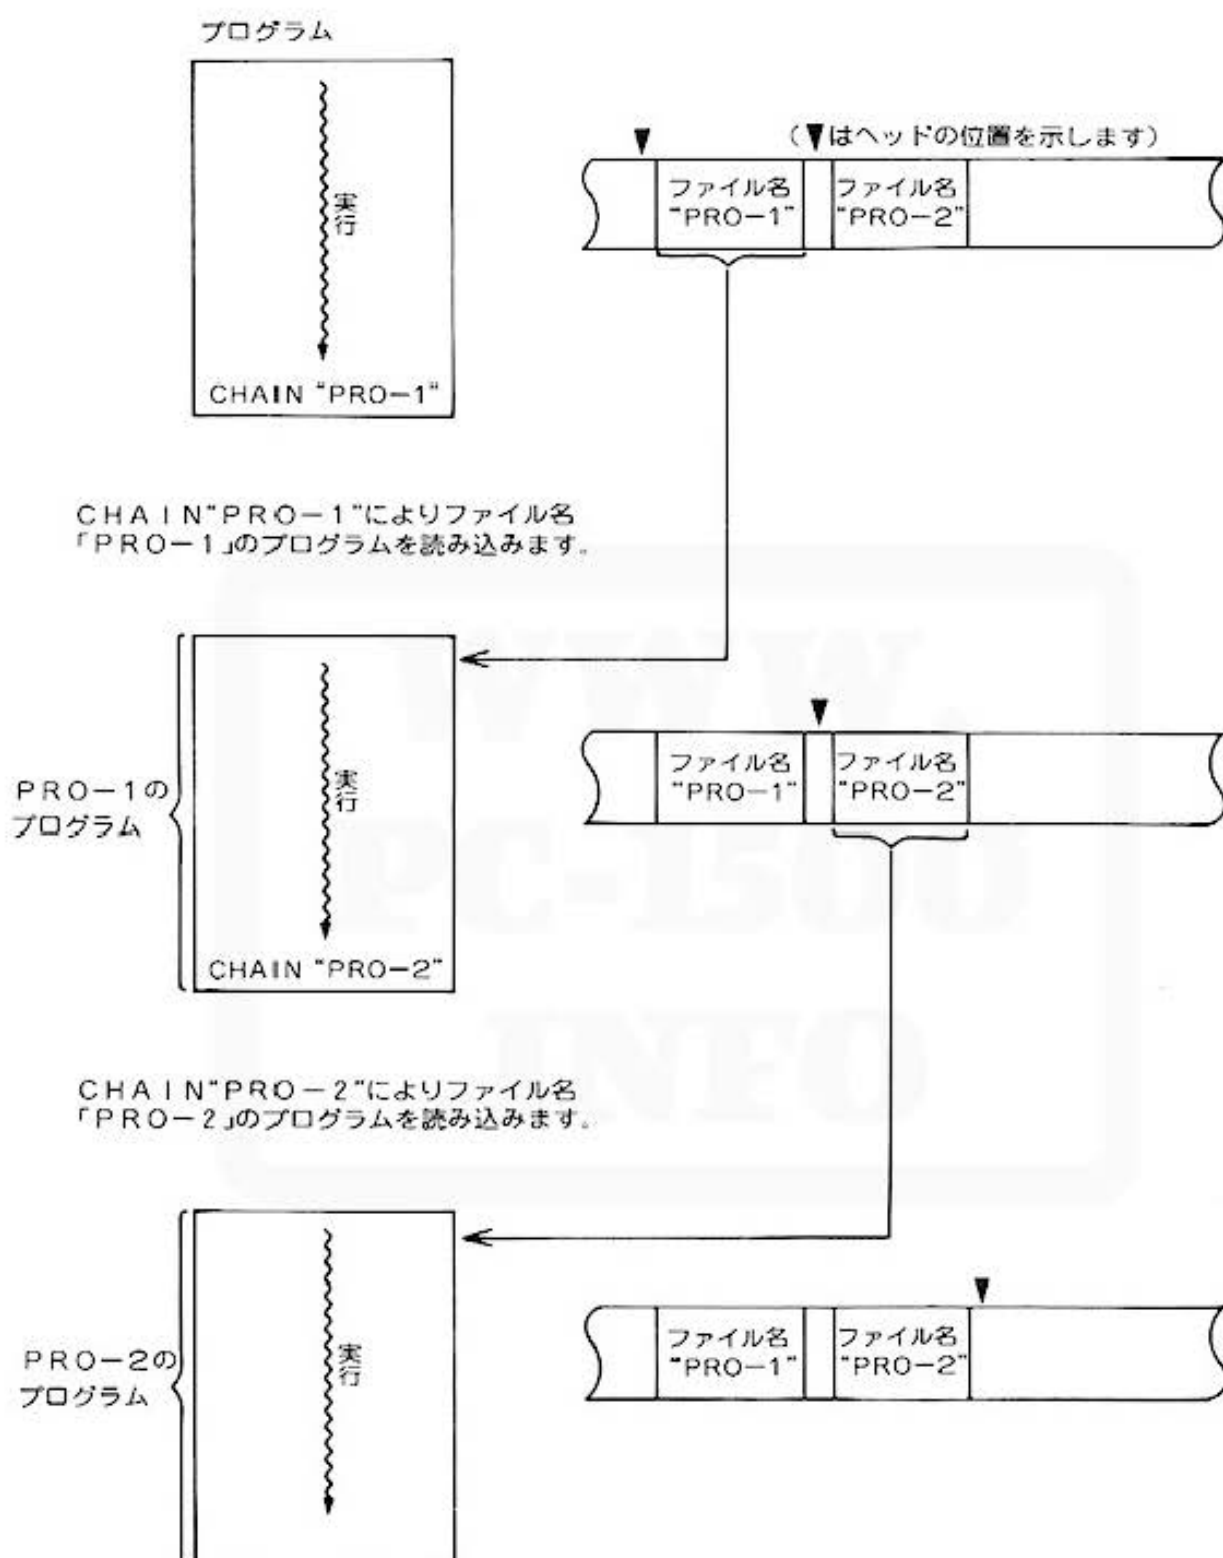 プログラム
実行
CHAIN "PRO−1"
(▼はヘッドの位置を示します)
ファイル名
"PRO−1"
ファイル名
"PRO−2"
CHAIN"PRO−1"によりファイル名
「PRO−1」のプログラムを読み込みます。
PRO−1の
プログラム
実行
CHAIN "PRO−2"
ファイル名
"PRO−1"
ファイル名
"PRO−2"
CHAIN"PRO−2"によりファイル名
「PRO−2」のプログラムを読み込みます。
PRO−2の
プログラム
実行
ファイル名
"PRO−1"
ファイル名
"PRO−2"
WWW.
PC-1500
INFO